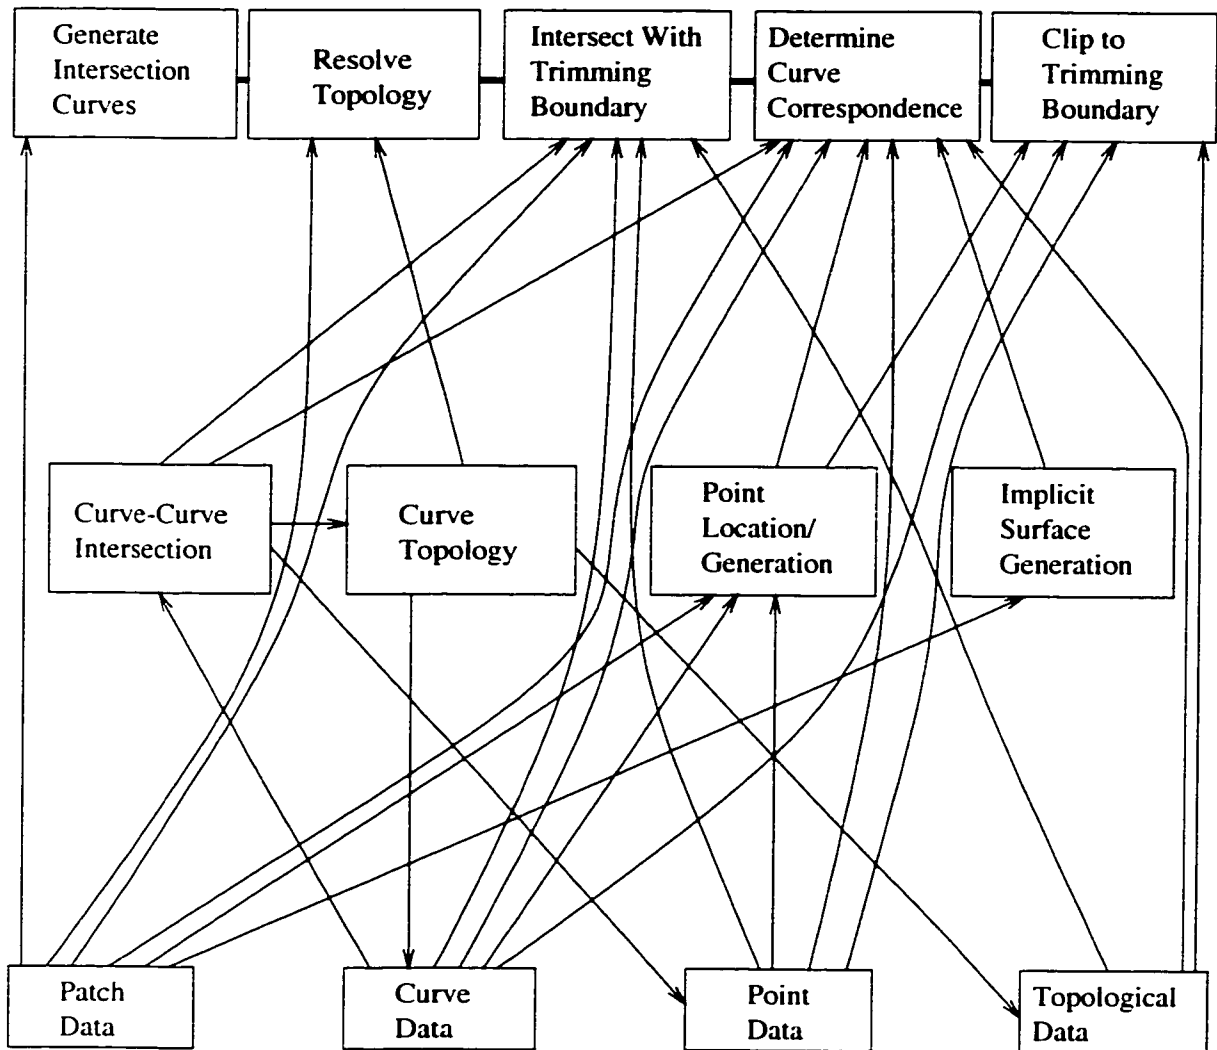 Generate
Intersection
Curves
Resolve
Topology
Intersect With
Trimming
Boundary
Determine
Curve
Correspondence
Clip to
Trimming
Boundary
Curve-Curve
Intersection
Curve
Topology
Point
Location/
Generation
Implicit
Surface
Generation
Patch
Data
Curve
Data
Point
Data
Topological
Data